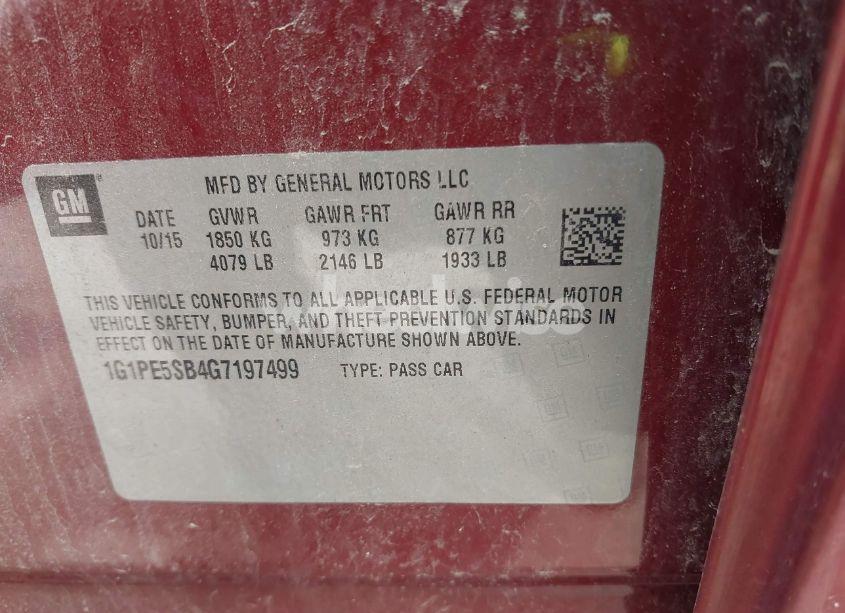 GM
MFD BY GENERAL MOTORS LLC
DATE GVWR GAWR FRT GAWR RR
10/15 1850 KG 973 KG 877 KG
4079 LB 2146 LB 1933 LB
THIS VEHICLE CONFORMS TO ALL APPLICABLE U.S. FEDERAL MOTOR
VEHICLE SAFETY, BUMPER, AND THEFT PREVENTION STANDARDS IN
EFFECT ON THE DATE OF MANUFACTURE SHOWN ABOVE.
1G1PE5SB4G7197499 TYPE: PASS CAR